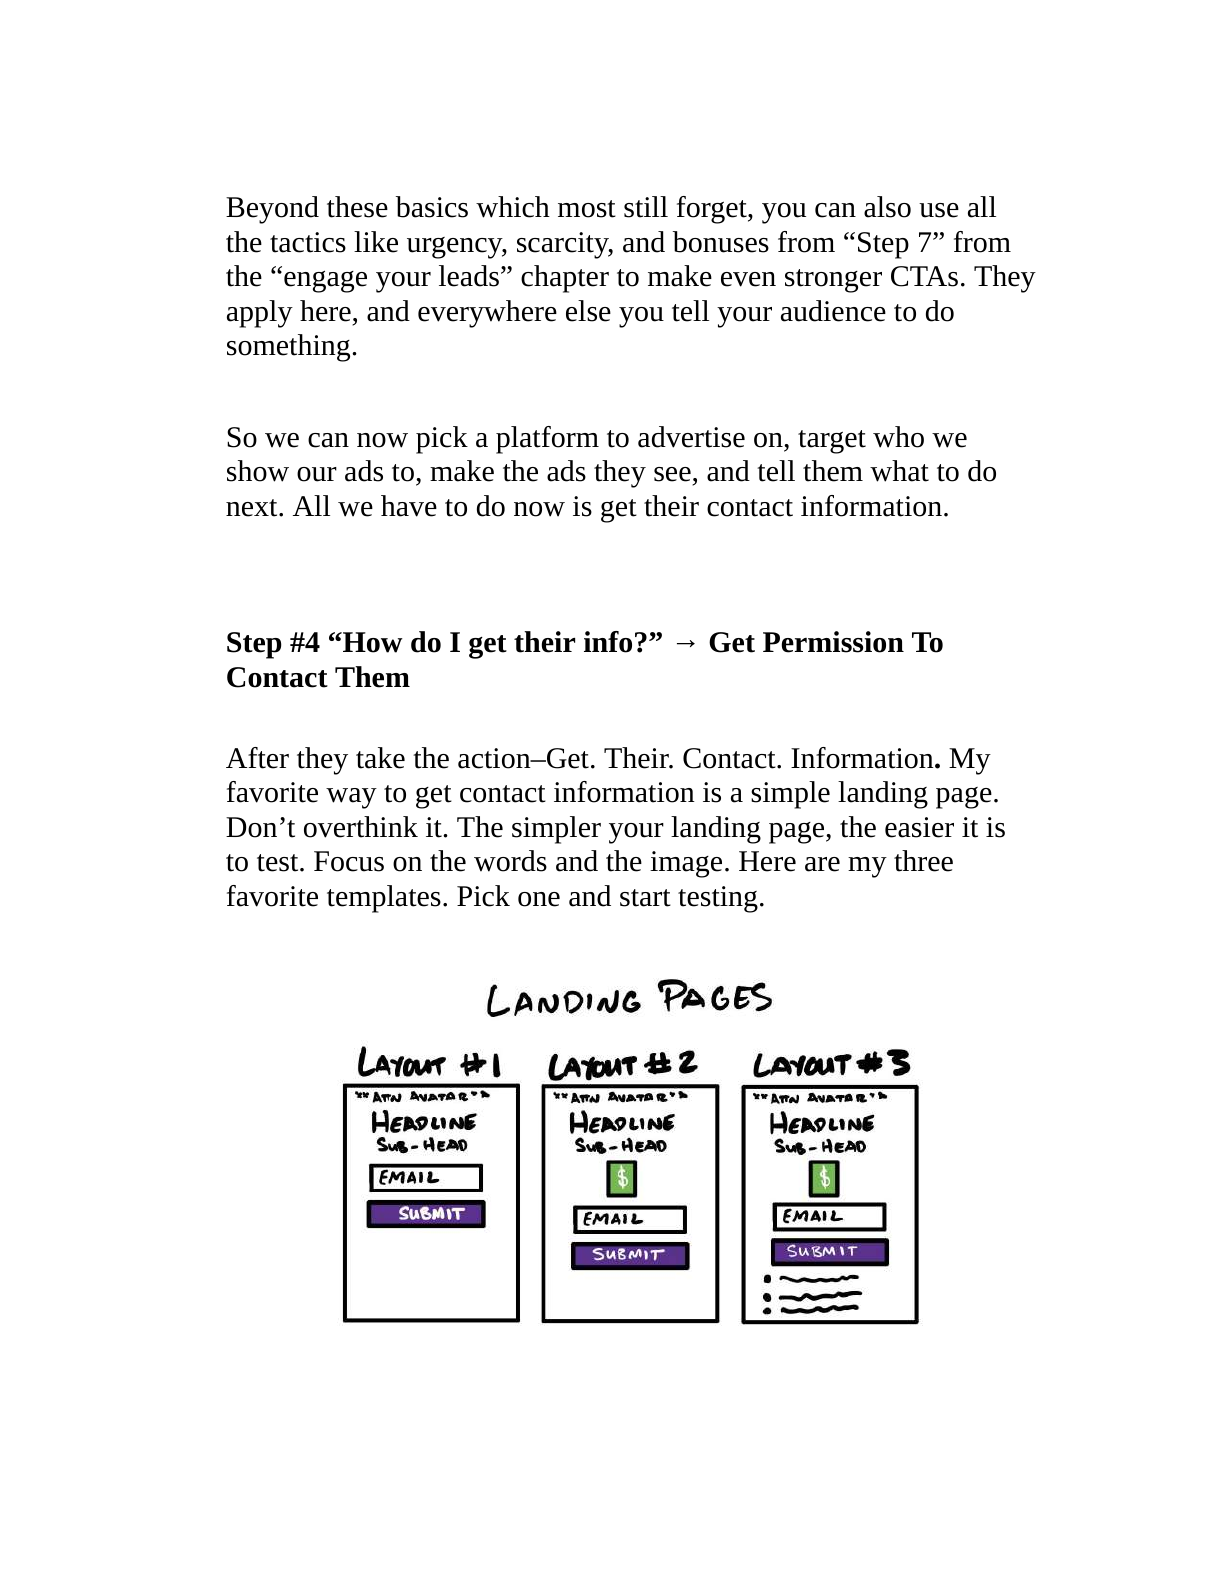 Beyond these basics which most still forget, you can also use all
the tactics like urgency, scarcity, and bonuses from “Step 7” from
the “engage your leads” chapter to make even stronger CTAs. They
apply here, and everywhere else you tell your audience to do
something.
So we can now pick a platform to advertise on, target who we
show our ads to, make the ads they see, and tell them what to do
next. All we have to do now is get their contact information.
Step #4 “How do I get their info?” → Get Permission To
Contact Them
After they take the action–Get. Their. Contact. Information. My
favorite way to get contact information is a simple landing page.
Don’t overthink it. The simpler your landing page, the easier it is
to test. Focus on the words and the image. Here are my three
favorite templates. Pick one and start testing.
LANDING PAGES
LAYOUT #1
**ATTN AVATAR**
HEADLINE
SUB-HEAD
EMAIL
SUBMIT
LAYOUT #2
**ATTN AVATAR**
HEADLINE
SUB-HEAD
$
EMAIL
SUBMIT
LAYOUT #3
**ATTN AVATAR**
HEADLINE
SUB-HEAD
$
EMAIL
SUBMIT